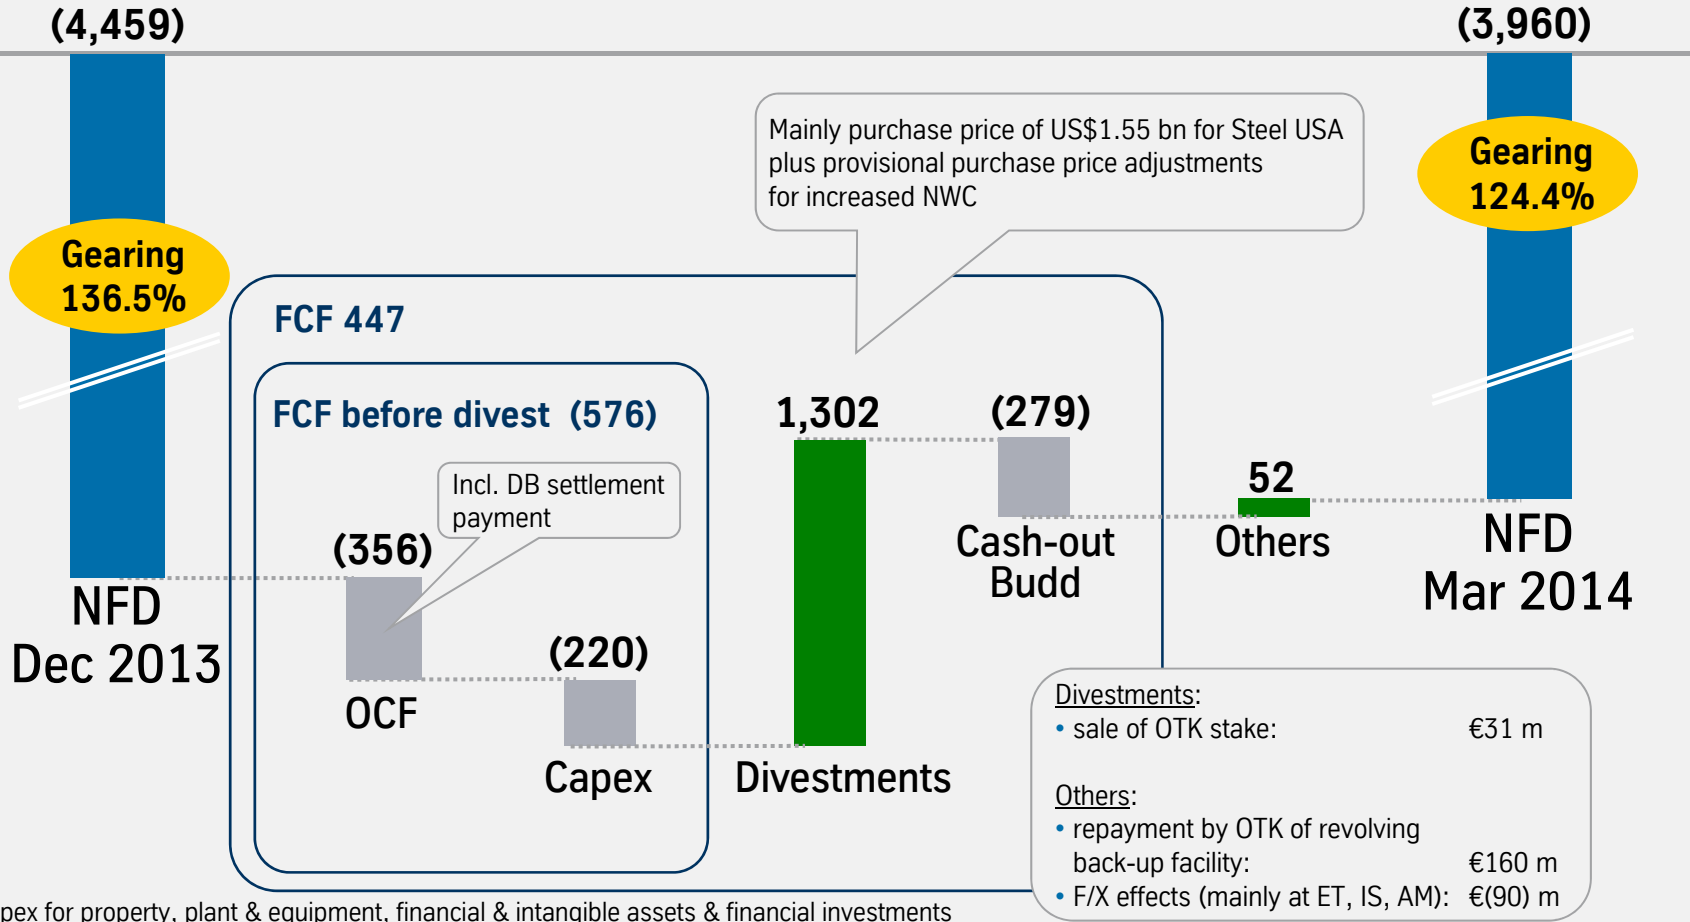 (4,459)
(3,960)
Mainly purchase price of US$1.55 bn for Steel USA
plus provisional purchase price adjustments
for increased NWC
Gearing
124.4%
Gearing
136.5%
FCF 447
FCF before divest (576)
1,302
(279)
Incl. DB settlement
payment
52
(356)
Cash-out
Budd
Others
NFD
Mar 2014
NFD
Dec 2013
(220)
OCF
Capex
Divestments
Divestments:
• sale of OTK stake: €31 m
Others:
• repayment by OTK of revolving
back-up facility: €160 m
• F/X effects (mainly at ET, IS, AM): €(90) m
pex for property, plant & equipment, financial & intangible assets & financial investments